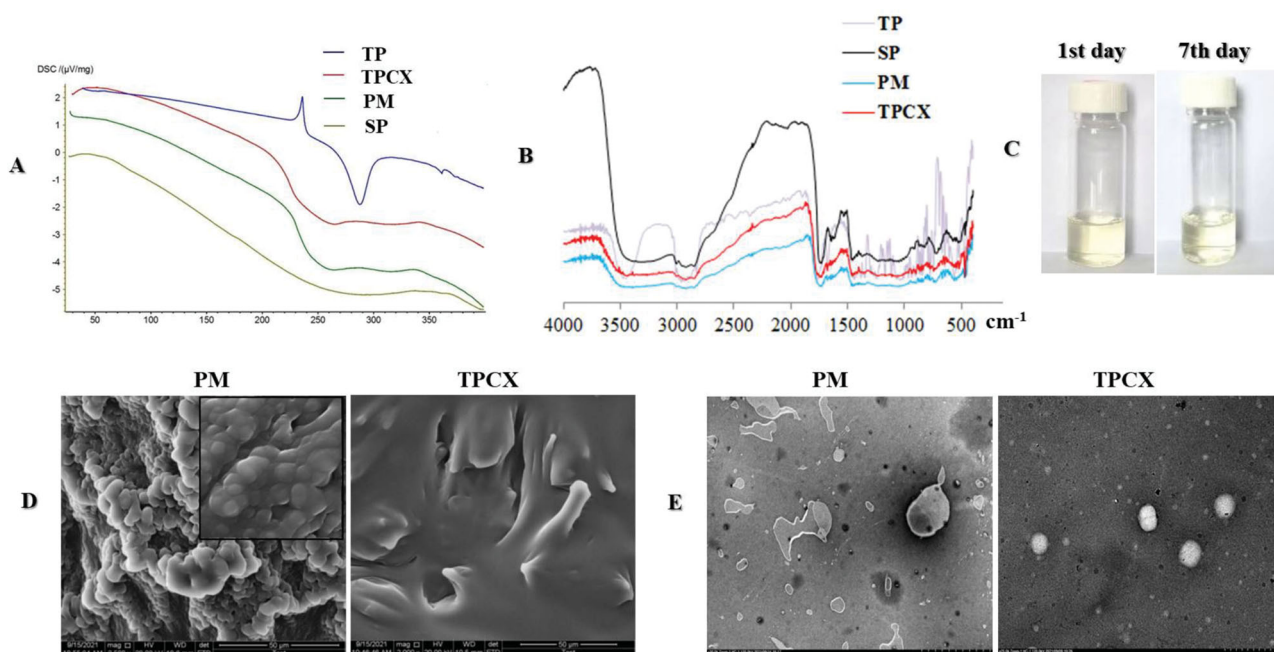 A
DSC /(μV/mg)
2
1
0
-1
-2
-3
-4
-5
50
100
150
200
250
300
350
TP
TPCX
PM
SP
B
TP
SP
PM
TPCX
4000 3500 3000 2500 2000 1500 1000 500 cm-1
C
1st day
7th day
D
PM
TPCX
9/15/2021 mag HV WD det
50 μm
9/15/2021 mag HV WD det
50 μm
E
PM
TPCX